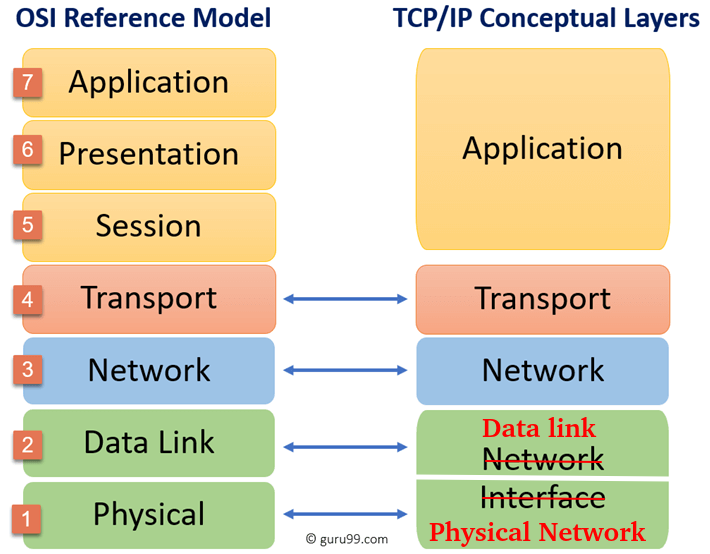 OSI Reference Model
TCP/IP Conceptual Layers
7 Application
6 Presentation
5 Session
Application
4 Transport
Transport
3 Network
Network
2 Data Link
Data link
Network
1 Physical
Interface
Physical Network
© guru99.com